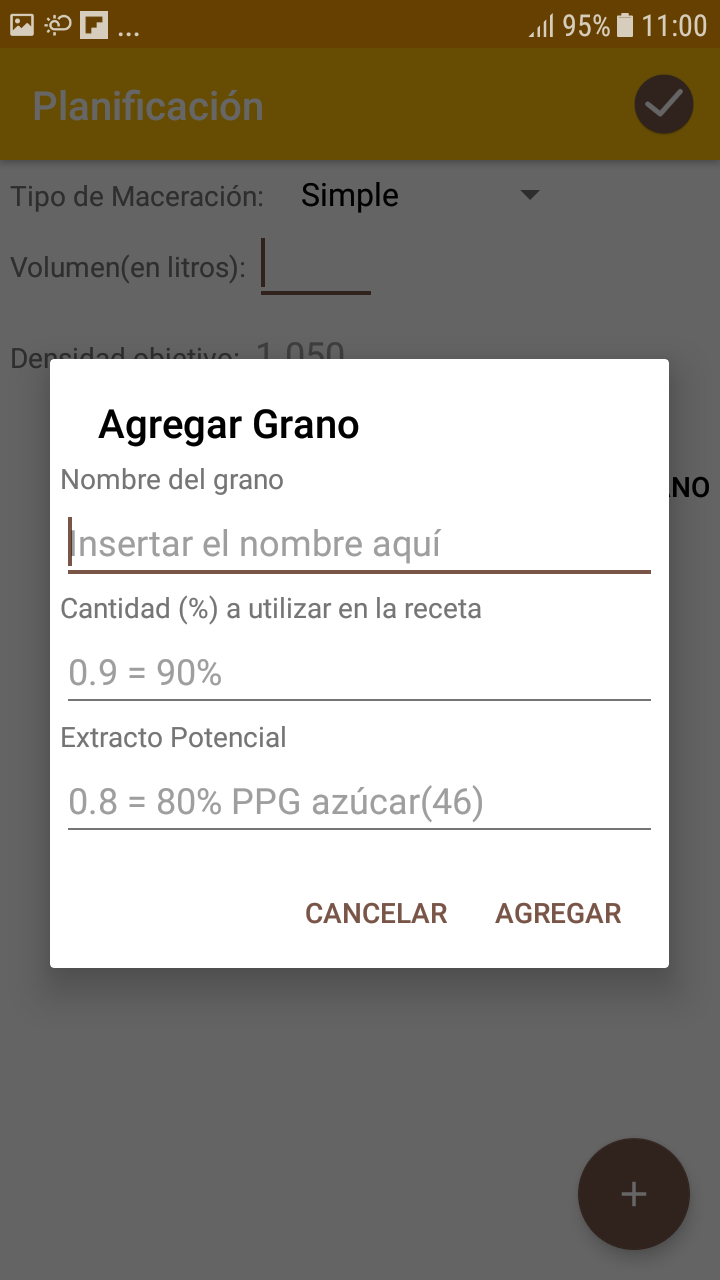 ... 95% 11:00
Planificación
Tipo de Maceración: Simple
Volumen(en litros):
Densidad objetivo: 1.050
Agregar Grano
Nombre del grano
NO
Insertar el nombre aquí
Cantidad (%) a utilizar en la receta
0.9 = 90%
Extracto Potencial
0.8 = 80% PPG azúcar(46)
CANCELAR AGREGAR
+